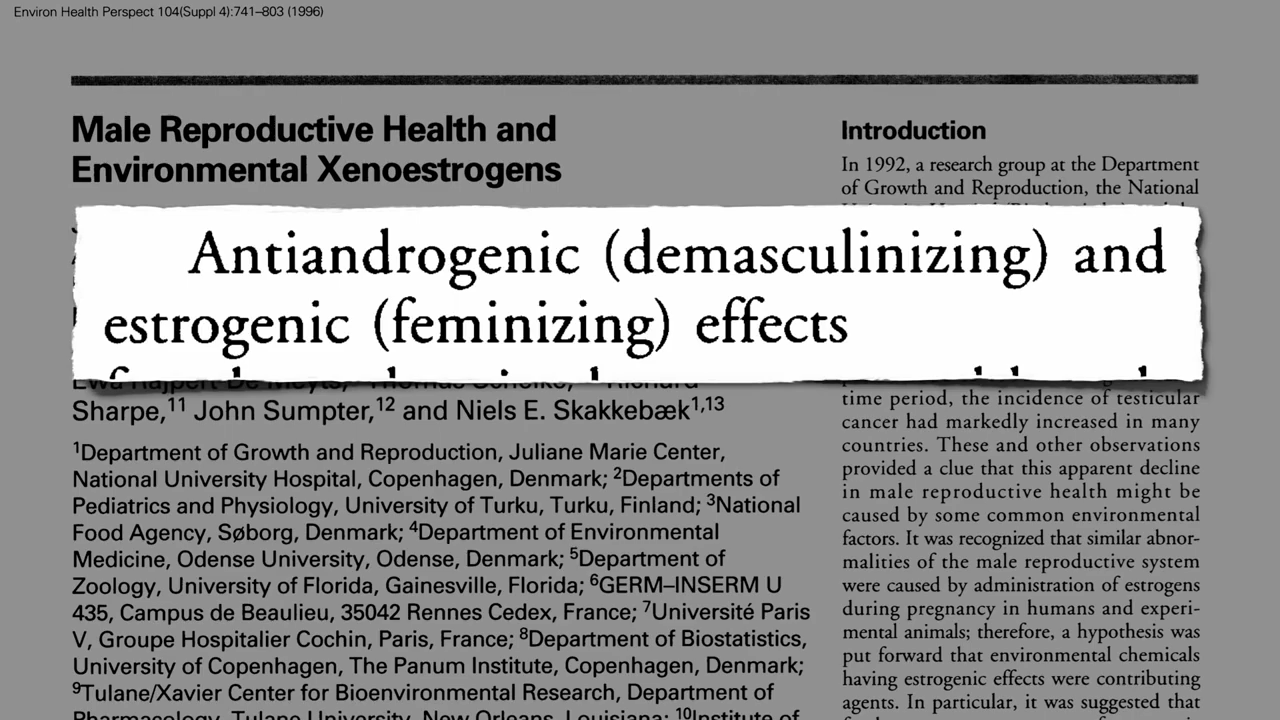 Environ Health Perspect 104(Suppl 4):741–803 (1996)
Male Reproductive Health and
Environmental Xenoestrogens
Antiandrogenic (demasculinizing) and
estrogenic (feminizing) effects
Sharpe,¹¹ John Sumpter,¹² and Niels E. Skakkebæk¹,¹³
¹Department of Growth and Reproduction, Juliane Marie Center,
National University Hospital, Copenhagen, Denmark; ²Departments of
Pediatrics and Physiology, University of Turku, Turku, Finland; ³National
Food Agency, Søborg, Denmark; ⁴Department of Environmental
Medicine, Odense University, Odense, Denmark; ⁵Department of
Zoology, University of Florida, Gainesville, Florida; ⁶GERM–INSERM U
435, Campus de Beaulieu, 35042 Rennes Cedex, France; ⁷Université Paris
V, Groupe Hospitalier Cochin, Paris, France; ⁸Department of Biostatistics,
University of Copenhagen, The Panum Institute, Copenhagen, Denmark;
⁹Tulane/Xavier Center for Bioenvironmental Research, Department of
Pharmacology, Tulane University, New Orleans, Louisiana; ¹⁰Institute of
Introduction
In 1992, a research group at the Department
of Growth and Reproduction, the National
time period, the incidence of testicular
cancer had markedly increased in many
countries. These and other observations
provided a clue that this apparent decline
in male reproductive health might be
caused by some common environmental
factors. It was recognized that similar abnor-
malities of the male reproductive system
were caused by administration of estrogens
during pregnancy in humans and experi-
mental animals; therefore, a hypothesis was
put forward that environmental chemicals
having estrogenic effects were contributing
agents. In particular, it was suggested that